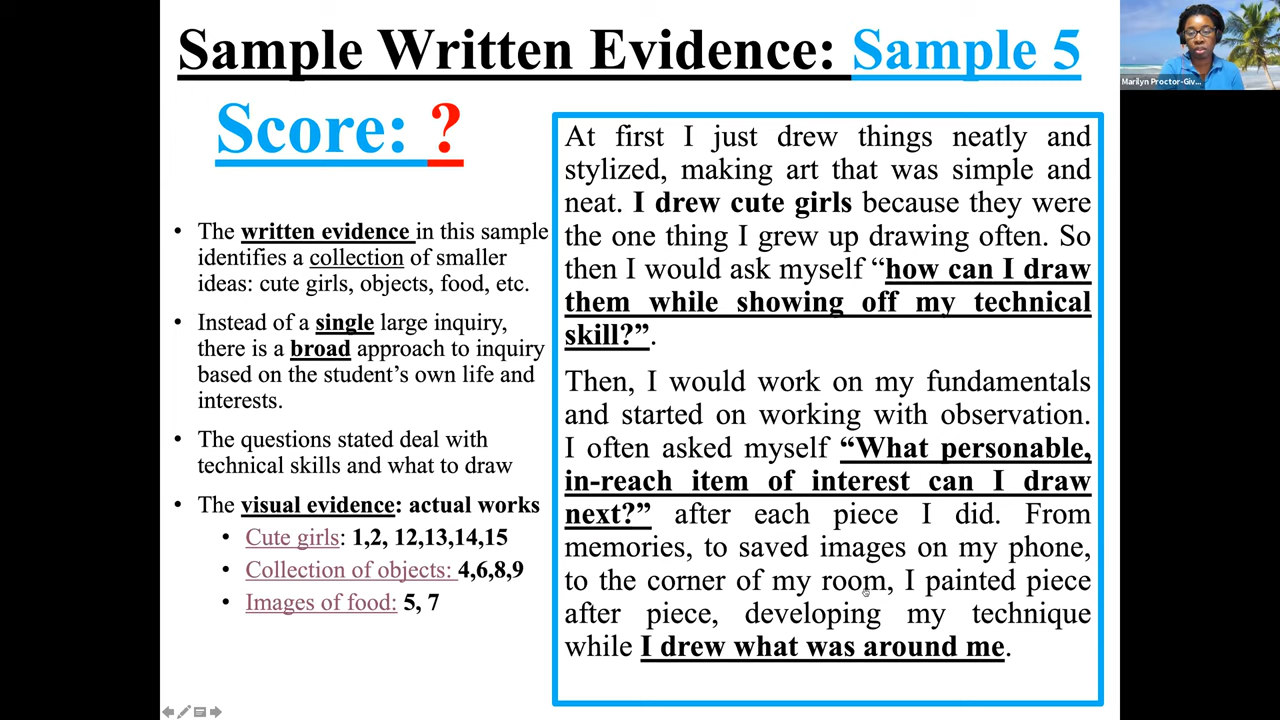 Sample Written Evidence: Sample 5
Score: ?
• The written evidence in this sample
identifies a collection of smaller
ideas: cute girls, objects, food, etc.
• Instead of a single large inquiry,
there is a broad approach to inquiry
based on the student’s own life and
interests.
• The questions stated deal with
technical skills and what to draw
• The visual evidence: actual works
• Cute girls: 1,2, 12,13,14,15
• Collection of objects: 4,6,8,9
• Images of food: 5, 7
At first I just drew things neatly and
stylized, making art that was simple and
neat. I drew cute girls because they were
the one thing I grew up drawing often. So
then I would ask myself “how can I draw
them while showing off my technical
skill?”.
Then, I would work on my fundamentals
and started on working with observation.
I often asked myself “What personable,
in-reach item of interest can I draw
next?” after each piece I did. From
memories, to saved images on my phone,
to the corner of my room, I painted piece
after piece, developing my technique
while I drew what was around me.
Marilyn Proctor-Giv...